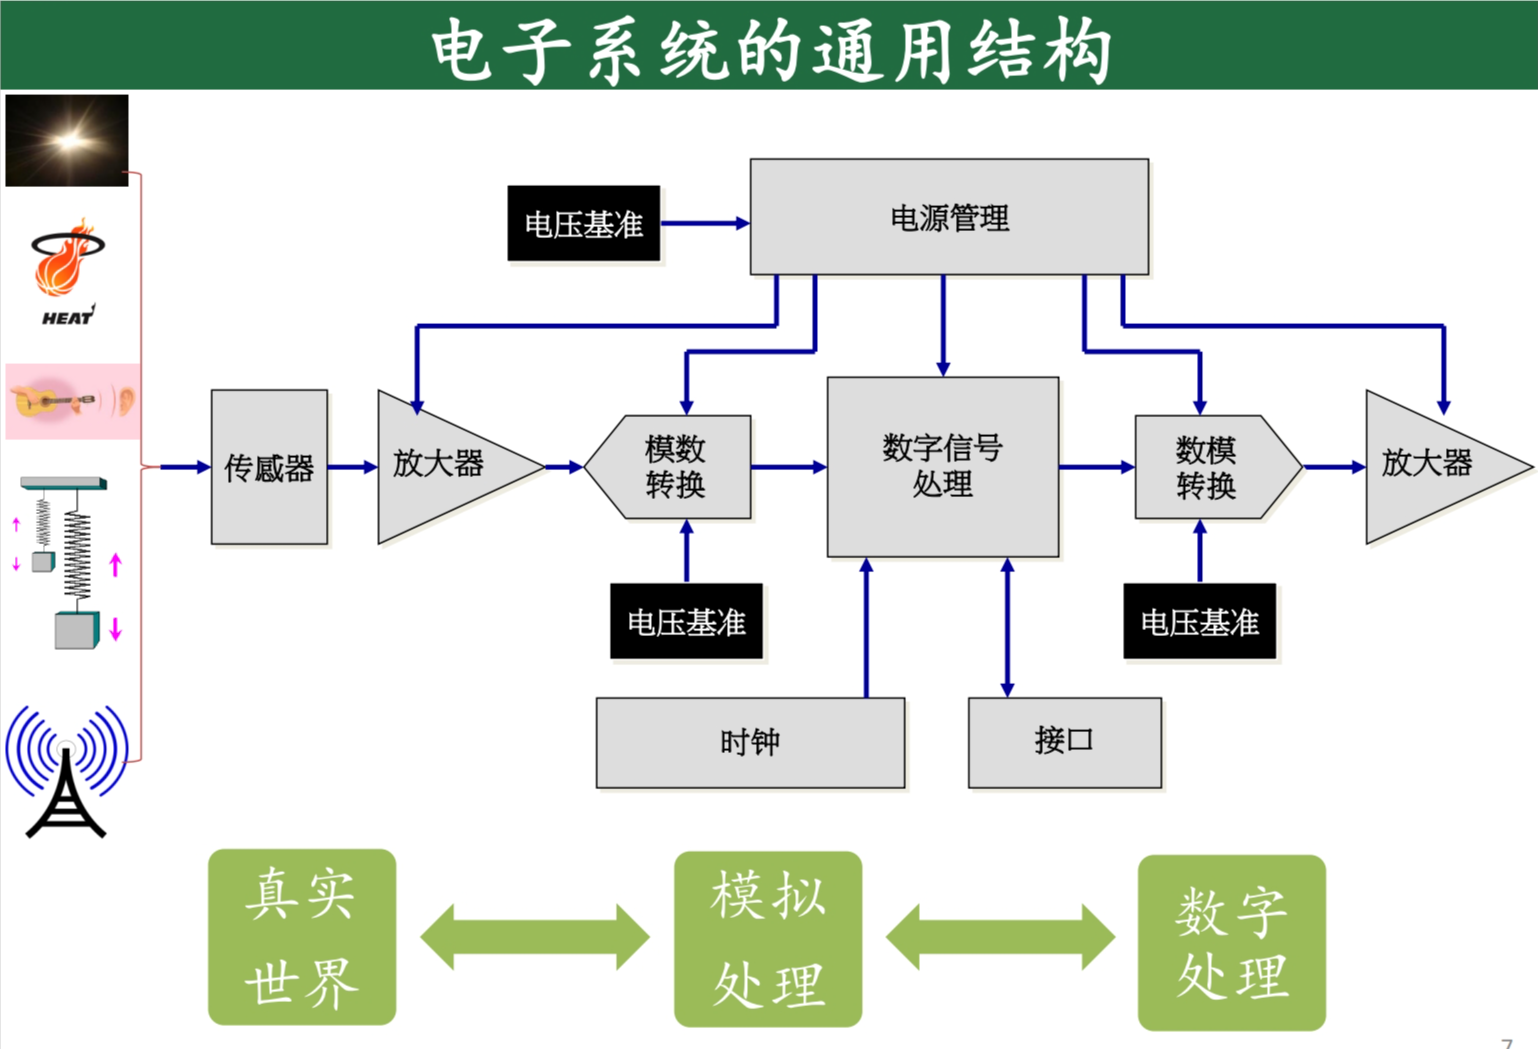 电子系统的通用结构
电压基准
电源管理
HEAT
传感器
放大器
模数
转换
数字信号
处理
数模
转换
放大器
电压基准
电压基准
时钟
接口
真实
世界
模拟
处理
数字
处理
7